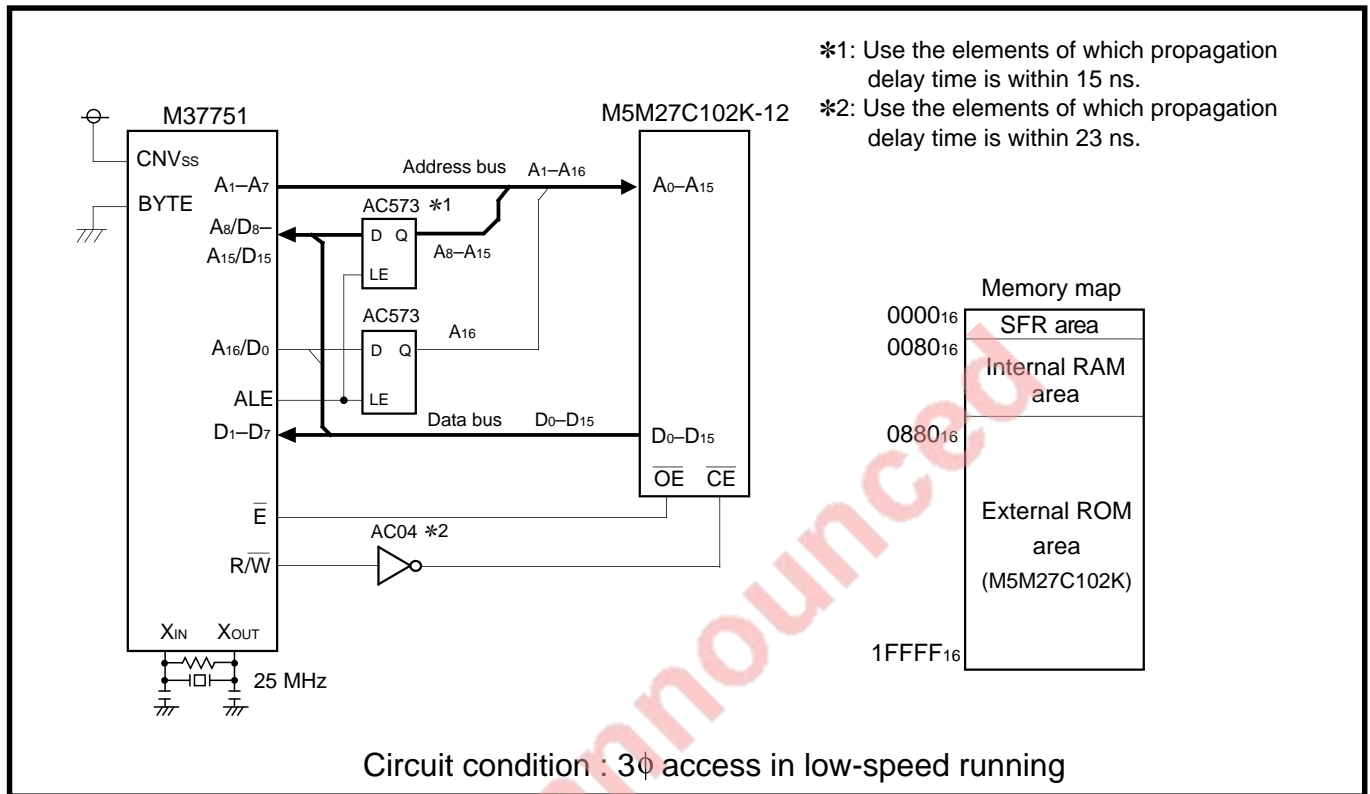 ✻1: Use the elements of which propagation
delay time is within 15 ns.
✻2: Use the elements of which propagation
delay time is within 23 ns.
M37751
M5M27C102K-12
CNVss
BYTE
A1–A7
Address bus
A1–A16
A0–A15
AC573 ✻1
A8/D8–
A15/D15
D Q
A8–A15
LE
AC573
A16/D0
D Q
A16
ALE
LE
D1–D7
Data bus
D0–D15
D0–D15
OE CE
E
AC04 ✻2
R/W
XIN XOUT
25 MHz
Memory map
000016
SFR area
008016
Internal RAM
area
088016
External ROM
area
(M5M27C102K)
1FFFF16
Circuit condition : 3ϕ access in low-speed running
nnounced